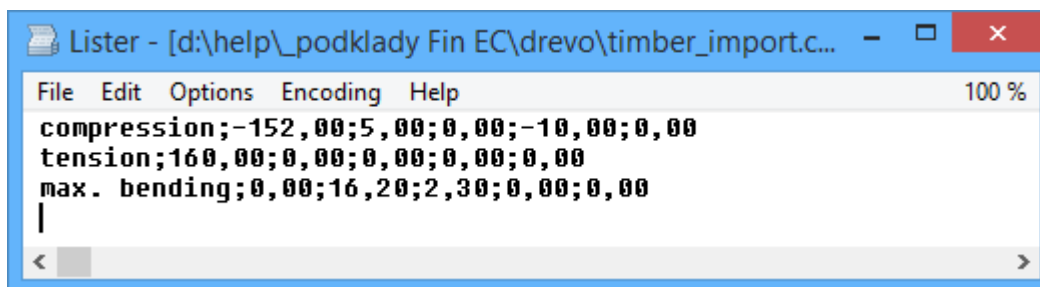 Lister - [d:\help\_podklady Fin EC\drevo\timber_import.c...
File Edit Options Encoding Help 100 %
compression;-152,00;5,00;0,00;-10,00;0,00
tension;160,00;0,00;0,00;0,00;0,00
max. bending;0,00;16,20;2,30;0,00;0,00